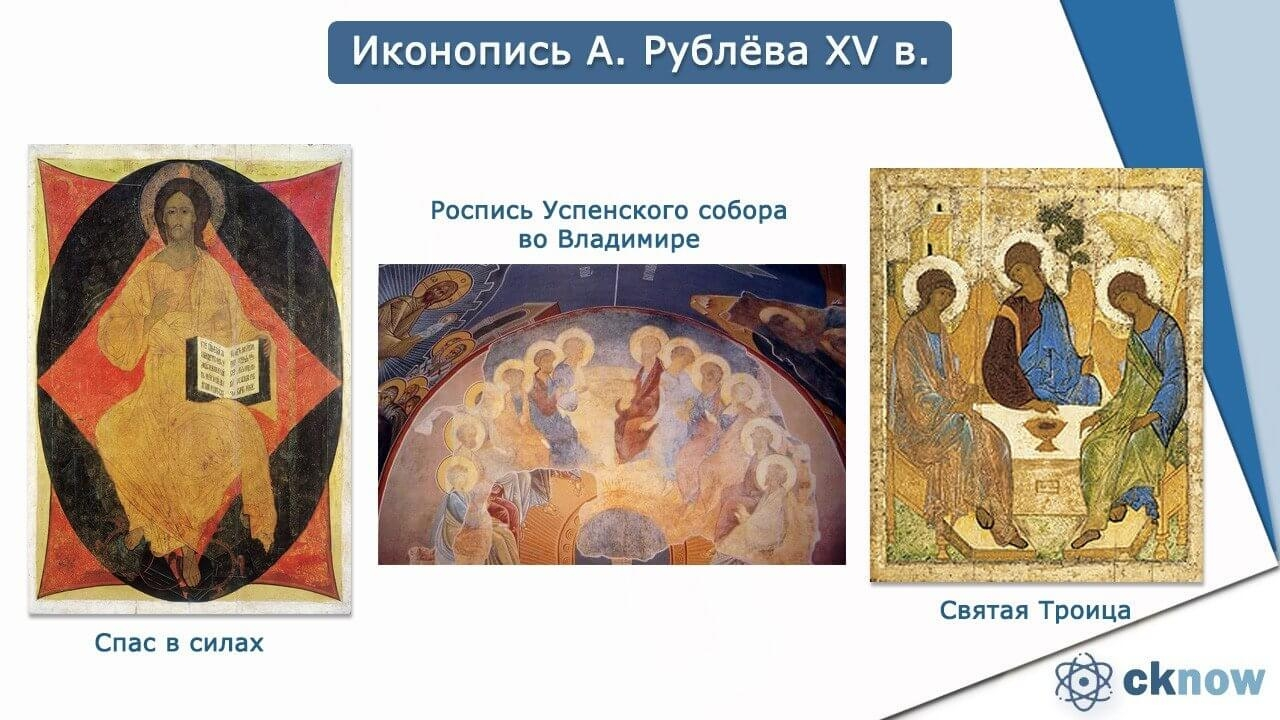 Иконопись А. Рублёва XV в.
Роспись Успенского собора
во Владимире
Спас в силах
Святая Троица
cknow